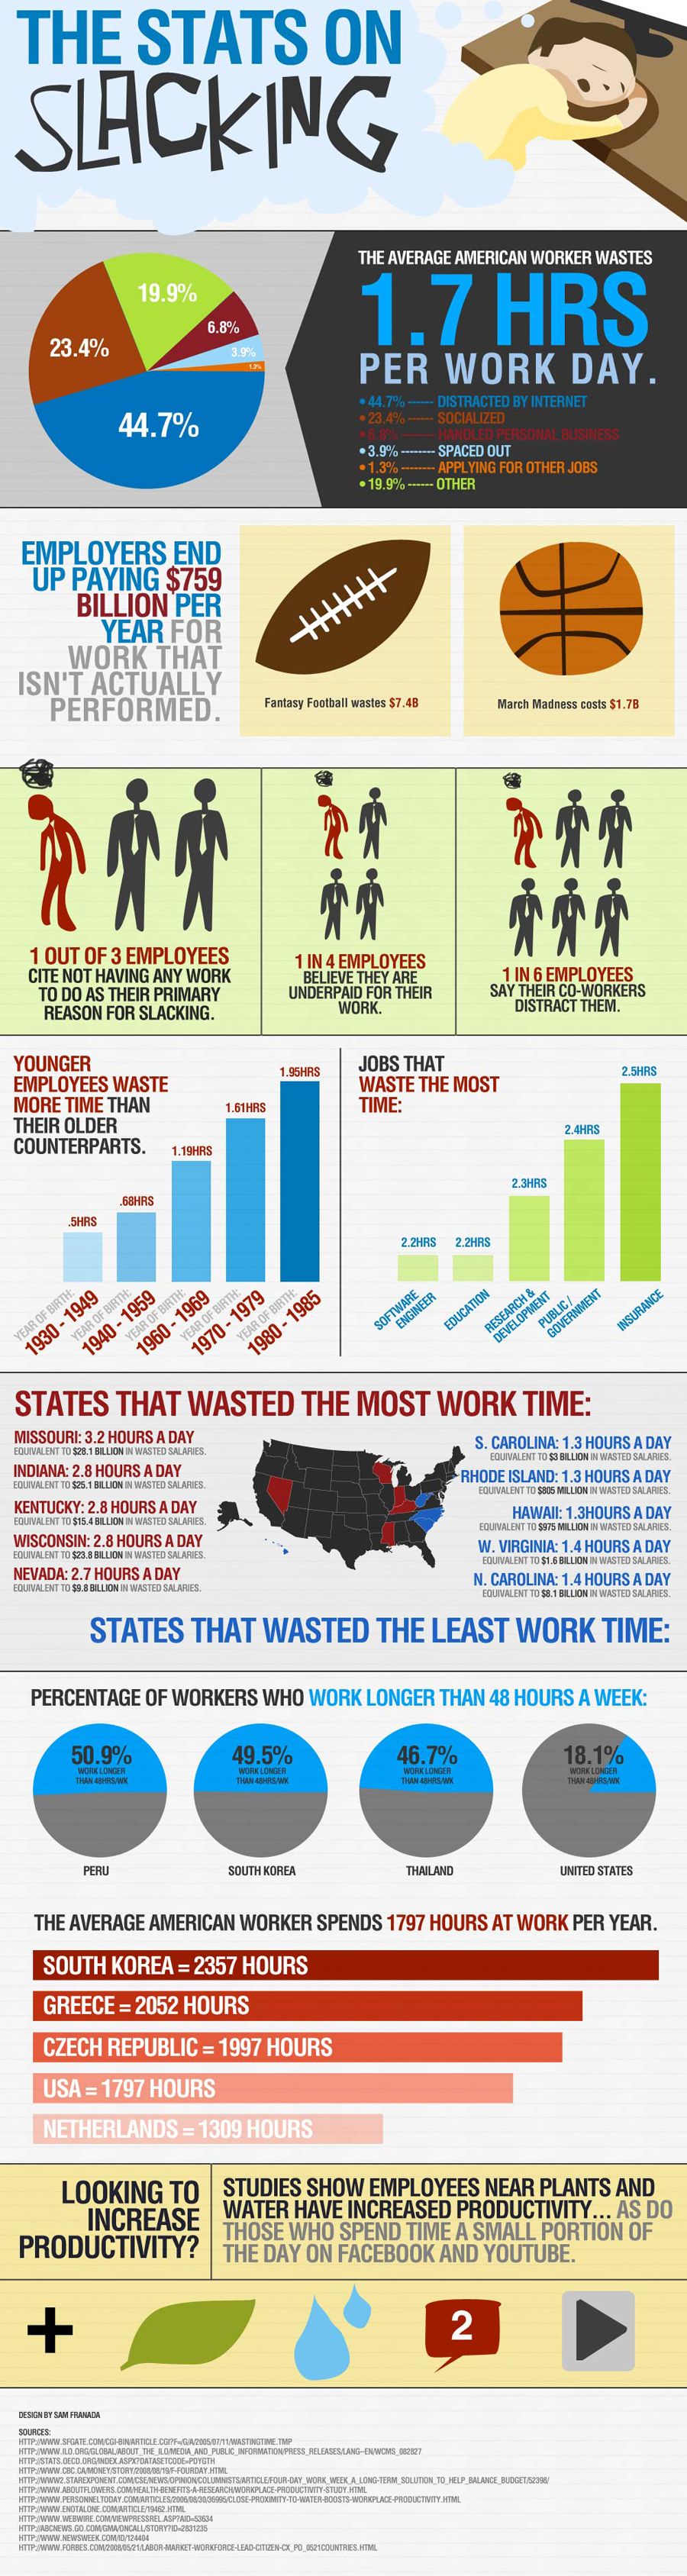 THE STATS ON
SLACKING
19.9%
6.8%
3.9%
1.3%
23.4%
44.7%
THE AVERAGE AMERICAN WORKER WASTES
1.7 HRS
PER WORK DAY.
• 44.7% ------ DISTRACTED BY INTERNET
• 23.4% ------ SOCIALIZED
• 6.8% -------- HANDLED PERSONAL BUSINESS
• 3.9% -------- SPACED OUT
• 1.3% -------- APPLYING FOR OTHER JOBS
• 19.9% ------ OTHER
EMPLOYERS END
UP PAYING $759
BILLION PER
YEAR FOR
WORK THAT
ISN'T ACTUALLY
PERFORMED.
Fantasy Football wastes $7.4B
March Madness costs $1.7B
1 OUT OF 3 EMPLOYEES
CITE NOT HAVING ANY WORK
TO DO AS THEIR PRIMARY
REASON FOR SLACKING.
1 IN 4 EMPLOYEES
BELIEVE THEY ARE
UNDERPAID FOR THEIR
WORK.
1 IN 6 EMPLOYEES
SAY THEIR CO-WORKERS
DISTRACT THEM.
YOUNGER
EMPLOYEES WASTE
MORE TIME THAN
THEIR OLDER
COUNTERPARTS.
.5HRS
.68HRS
1.19HRS
1.61HRS
1.95HRS
YEAR OF BIRTH:
1930 - 1949
YEAR OF BIRTH:
1940 - 1959
YEAR OF BIRTH:
1960 - 1969
YEAR OF BIRTH:
1970 - 1979
YEAR OF BIRTH:
1980 - 1985
JOBS THAT
WASTE THE MOST
TIME:
2.2HRS
2.2HRS
2.3HRS
2.4HRS
2.5HRS
SOFTWARE
ENGINEER
EDUCATION
RESEARCH &
DEVELOPMENT
PUBLIC /
GOVERNMENT
INSURANCE
STATES THAT WASTED THE MOST WORK TIME:
MISSOURI: 3.2 HOURS A DAY
EQUIVALENT TO $28.1 BILLION IN WASTED SALARIES.
INDIANA: 2.8 HOURS A DAY
EQUIVALENT TO $25.1 BILLION IN WASTED SALARIES.
KENTUCKY: 2.8 HOURS A DAY
EQUIVALENT TO $15.4 BILLION IN WASTED SALARIES.
WISCONSIN: 2.8 HOURS A DAY
EQUIVALENT TO $23.8 BILLION IN WASTED SALARIES.
NEVADA: 2.7 HOURS A DAY
EQUIVALENT TO $9.8 BILLION IN WASTED SALARIES.
S. CAROLINA: 1.3 HOURS A DAY
EQUIVALENT TO $3 BILLION IN WASTED SALARIES.
RHODE ISLAND: 1.3 HOURS A DAY
EQUIVALENT TO $805 MILLION IN WASTED SALARIES.
HAWAII: 1.3HOURS A DAY
EQUIVALENT TO $975 MILLION IN WASTED SALARIES.
W. VIRGINIA: 1.4 HOURS A DAY
EQUIVALENT TO $1.6 BILLION IN WASTED SALARIES.
N. CAROLINA: 1.4 HOURS A DAY
EQUIVALENT TO $8.1 BILLION IN WASTED SALARIES.
STATES THAT WASTED THE LEAST WORK TIME:
PERCENTAGE OF WORKERS WHO WORK LONGER THAN 48 HOURS A WEEK:
50.9%
WORK LONGER
THAN 48HRS/WK
PERU
49.5%
WORK LONGER
THAN 48HRS/WK
SOUTH KOREA
46.7%
WORK LONGER
THAN 48HRS/WK
THAILAND
18.1%
WORK LONGER
THAN 48HRS/WK
UNITED STATES
THE AVERAGE AMERICAN WORKER SPENDS 1797 HOURS AT WORK PER YEAR.
SOUTH KOREA = 2357 HOURS
GREECE = 2052 HOURS
CZECH REPUBLIC = 1997 HOURS
USA = 1797 HOURS
NETHERLANDS = 1309 HOURS
LOOKING TO
INCREASE
PRODUCTIVITY?
STUDIES SHOW EMPLOYEES NEAR PLANTS AND
WATER HAVE INCREASED PRODUCTIVITY... AS DO
THOSE WHO SPEND TIME A SMALL PORTION OF
THE DAY ON FACEBOOK AND YOUTUBE.
+
2
DESIGN BY SAM FRANADA
SOURCES:
HTTP://WWW.SFGATE.COM/CGI-BIN/ARTICLE.CGI?F=/G/A/2005/07/11/WASTINGTIME.TMP
HTTP://WWW.ILO.ORG/GLOBAL/ABOUT_THE_ILO/MEDIA_AND_PUBLIC_INFORMATION/PRESS_RELEASES/LANG--EN/WCMS_082827
HTTP://STATS.OECD.ORG/INDEX.ASPX?DATASETCODE=PDYGTH
HTTP://WWW.CBC.CA/MONEY/STORY/2008/08/19/F-FOURDAY.HTML
HTTP://WWW2.STAREXPONENT.COM/CSE/NEWS/OPINION/COLUMNISTS/ARTICLE/FOUR-DAY_WORK_WEEK_A_LONG-TERM_SOLUTION_TO_HELP_BALANCE_BUDGET/52398/
HTTP://WWW.ABOUTFLOWERS.COM/HEALTH-BENEFITS-A-RESEARCH/WORKPLACE-PRODUCTIVITY-STUDY.HTML
HTTP://WWW.PERSONNELTODAY.COM/ARTICLES/2006/08/30/36995/CLOSE-PROXIMITY-TO-WATER-BOOSTS-WORKPLACE-PRODUCTIVITY.HTML
HTTP://WWW.ENOTALONE.COM/ARTICLE/19462.HTML
HTTP://WWW.WEBWIRE.COM/VIEWPRESSREL.ASP?AID=53634
HTTP://ABCNEWS.GO.COM/GMA/ONCALL/STORY?ID=2831235
HTTP://WWW.NEWSWEEK.COM/ID/124404
HTTP://WWW.FORBES.COM/2008/05/21/LABOR-MARKET-WORKFORCE-LEAD-CITIZEN-CX_PO_0521COUNTRIES.HTML